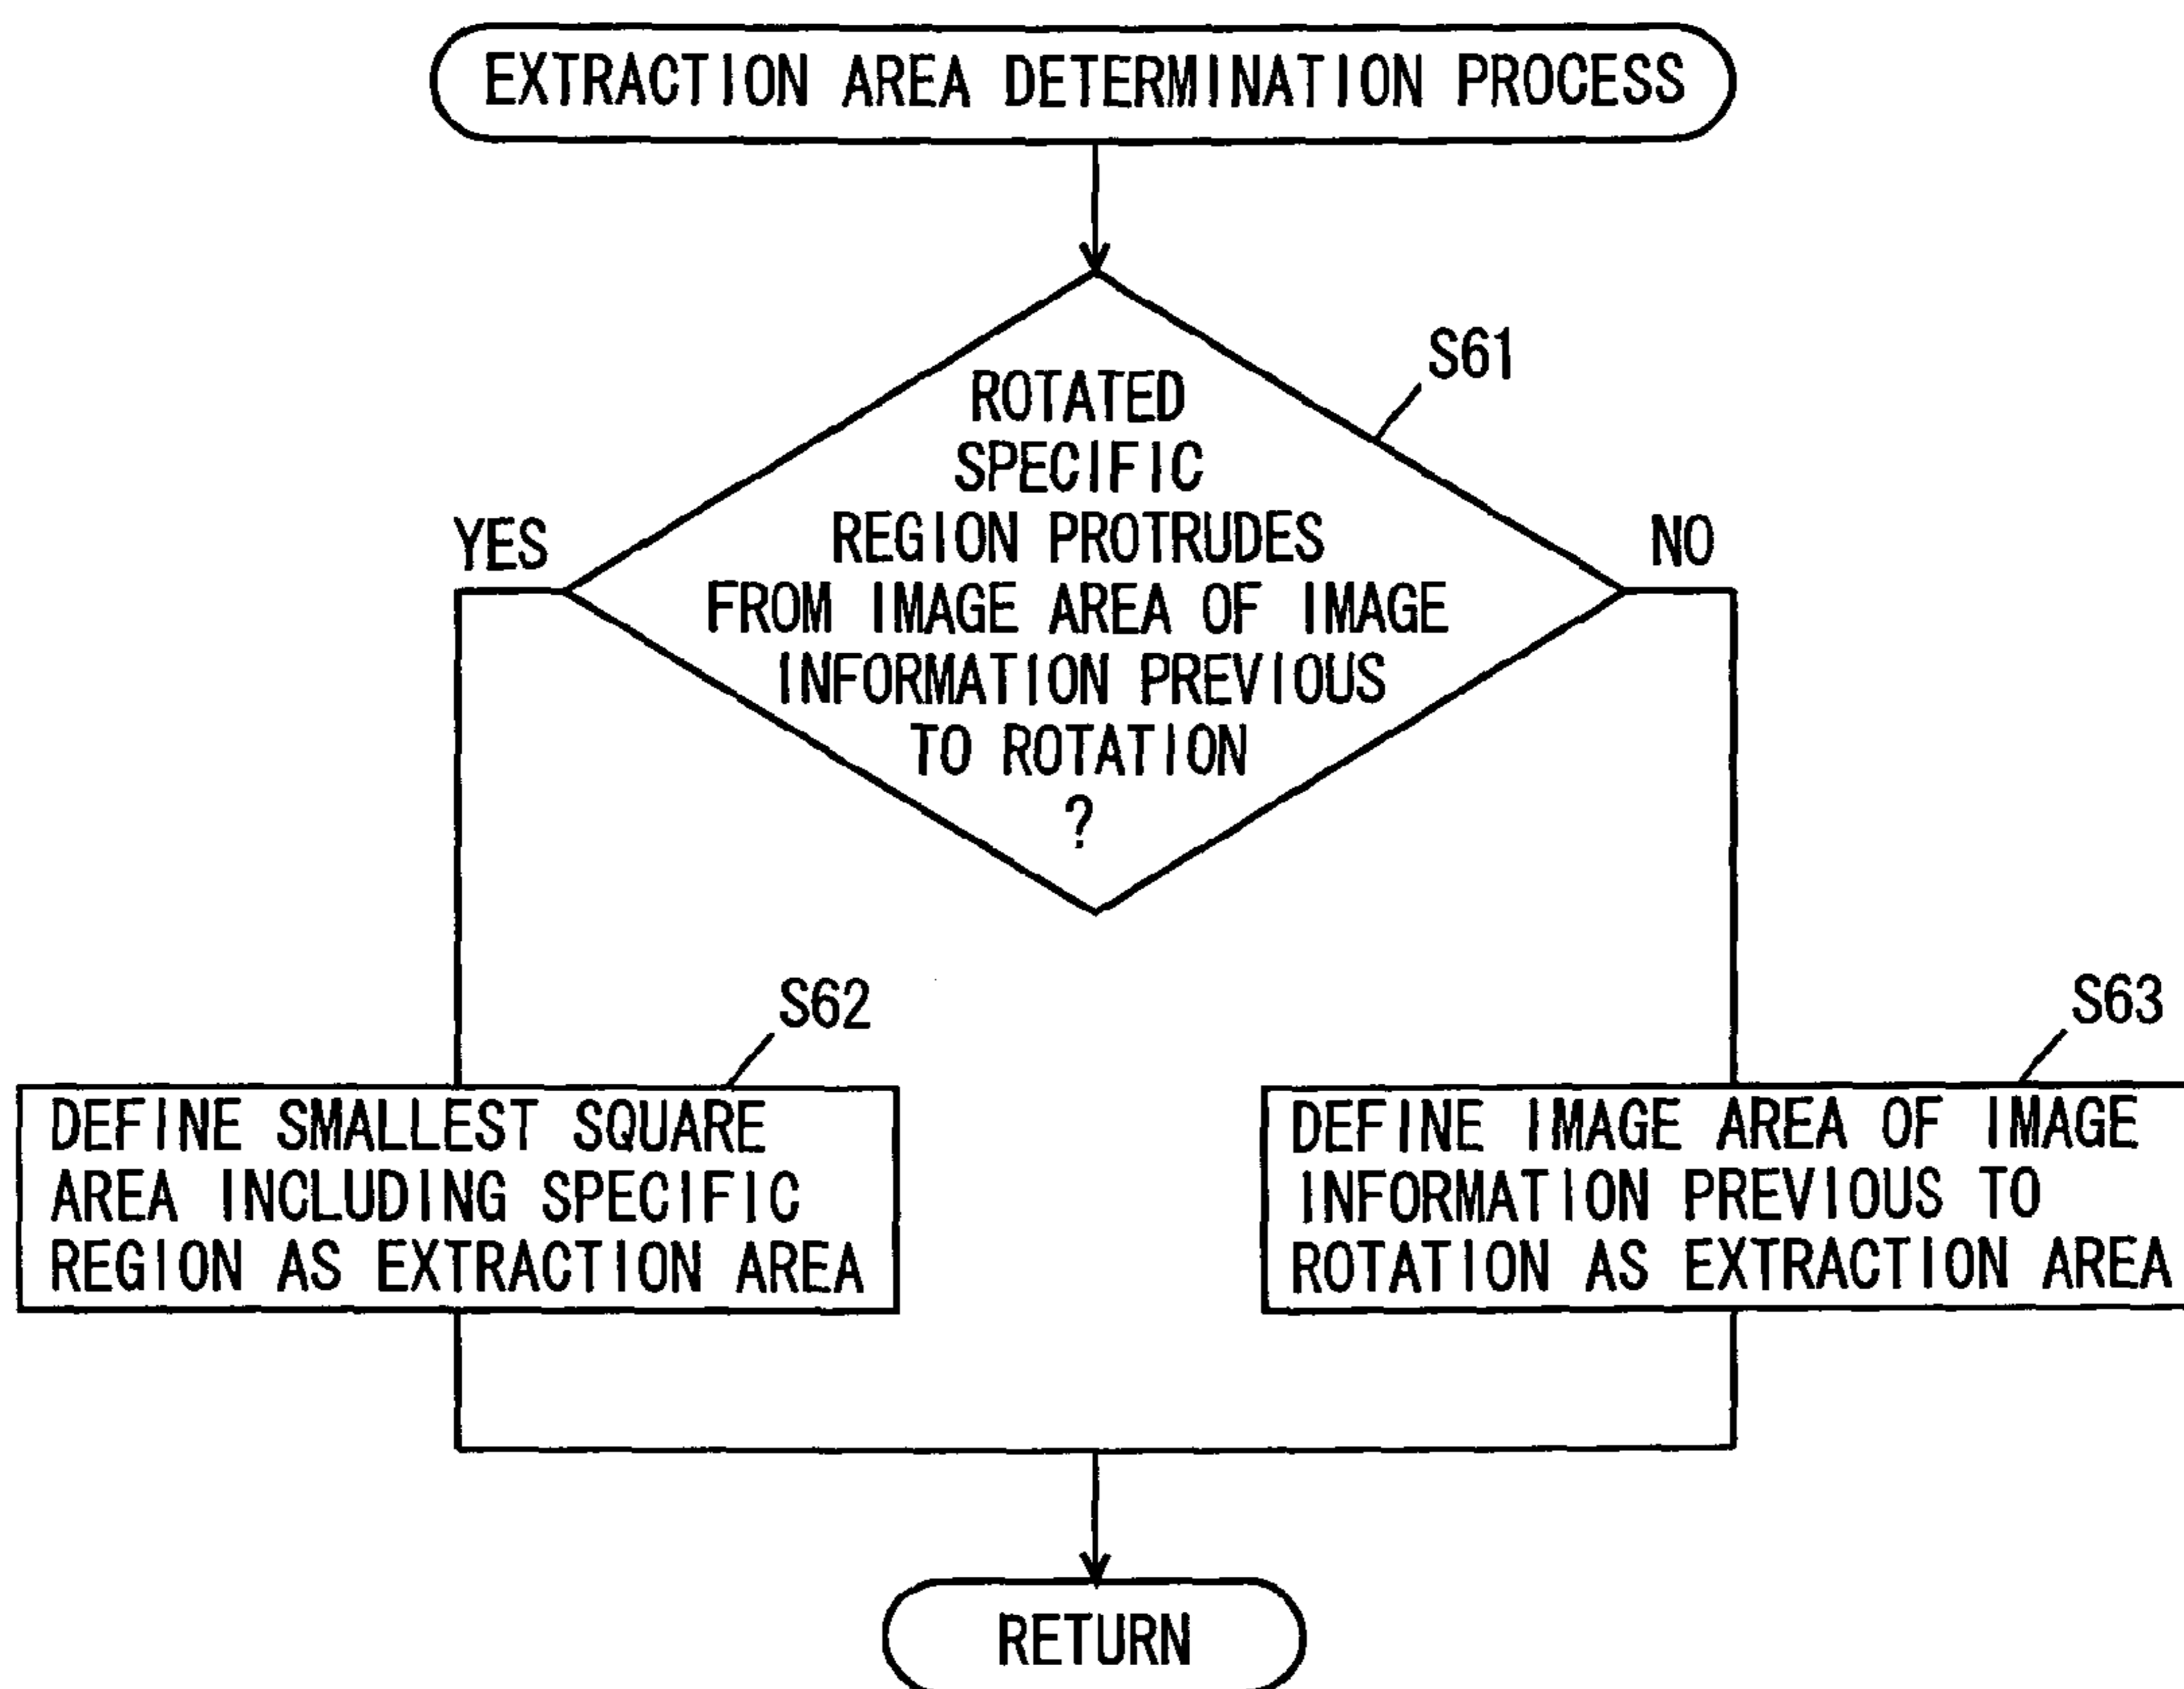 EXTRACTION AREA DETERMINATION PROCESS
S61
ROTATED
SPECIFIC
REGION PROTRUDES
FROM IMAGE AREA OF IMAGE
INFORMATION PREVIOUS
TO ROTATION
?
YES
NO
S62
DEFINE SMALLEST SQUARE
AREA INCLUDING SPECIFIC
REGION AS EXTRACTION AREA
S63
DEFINE IMAGE AREA OF IMAGE
INFORMATION PREVIOUS TO
ROTATION AS EXTRACTION AREA
RETURN